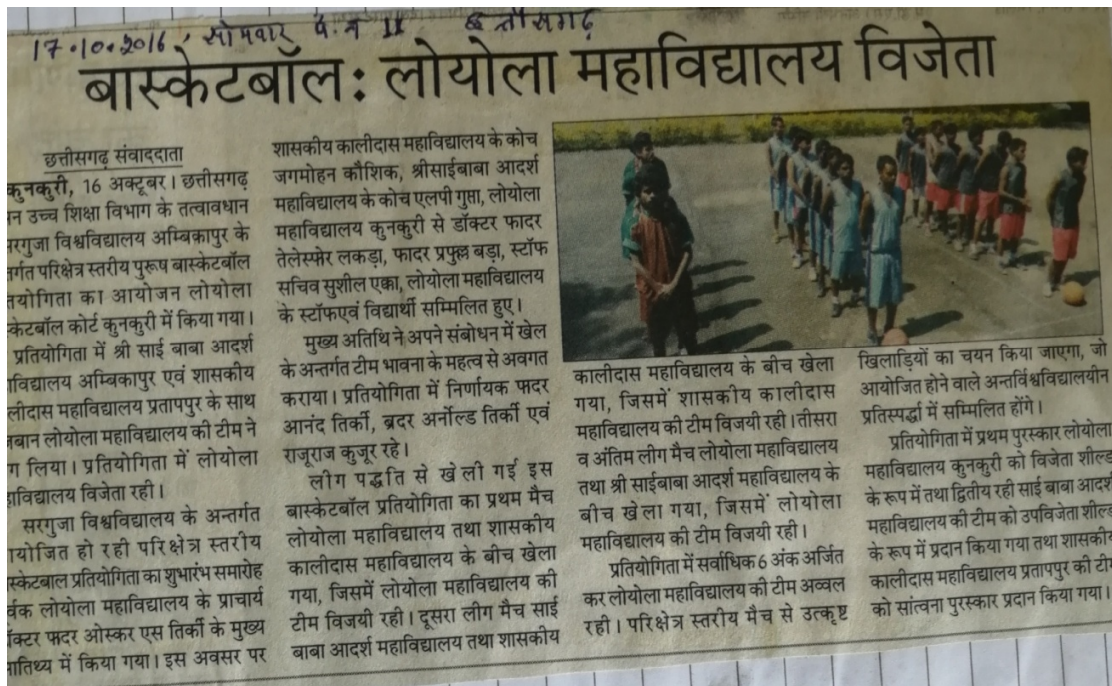 17.10.2016, सोमवार पे.न II छत्तीसगढ़
बास्केटबॉल: लोयोला महाविद्यालय विजेता
छत्तीसगढ़ संवाददाता
कुनकुरी, 16 अक्टूबर। छत्तीसगढ़
न उच्च शिक्षा विभाग के तत्वावधान
रगुजा विश्वविद्यालय अम्बिकापुर के
र्गत परिक्षेत्र स्तरीय पुरूष बास्केटबॉल
तयोगिता का आयोजन लोयोला
केटबॉल कोर्ट कुनकुरी में किया गया।
प्रतियोगिता में श्री साई बाबा आदर्श
विद्यालय अम्बिकापुर एवं शासकीय
लीदास महाविद्यालय प्रतापपुर के साथ
बान लोयोला महाविद्यालय की टीम ने
ग लिया। प्रतियोगिता में लोयोला
हाविद्यालय विजेता रही।
सरगुजा विश्वविद्यालय के अन्तर्गत
योजित हो रही परिक्षेत्र स्तरीय
स्केटबाल प्रतियोगिता का शुभारंभ समारोह
र्वक लोयोला महाविद्यालय के प्राचार्य
क्टर फादर ओस्कर एस तिर्की के मुख्य
ातिथ्य में किया गया। इस अवसर पर
शासकीय कालीदास महाविद्यालय के कोच
जगमोहन कौशिक, श्रीसाईबाबा आदर्श
महाविद्यालय के कोच एलपी गुप्ता, लोयोला
महाविद्यालय कुनकुरी से डॉक्टर फादर
तेलेस्फोर लकड़ा, फादर प्रफुल्ल बड़ा, स्टॉफ
सचिव सुशील एक्का, लोयोला महाविद्यालय
के स्टॉफएवं विद्यार्थी सम्मिलित हुए।
मुख्य अतिथि ने अपने संबोधन में खेल
के अन्तर्गत टीम भावना के महत्व से अवगत
कराया। प्रतियोगिता में निर्णायक फादर
आनंद तिर्की, ब्रदर अर्नोल्ड तिर्की एवं
राजूराज कुजूर रहे।
लीग पद्धति से खेली गई इस
बास्केटबॉल प्रतियोगिता का प्रथम मैच
लोयोला महाविद्यालय तथा शासकीय
कालीदास महाविद्यालय के बीच खेला
गया, जिसमें लोयोला महाविद्यालय की
टीम विजयी रही। दूसरा लीग मैच साई
बाबा आदर्श महाविद्यालय तथा शासकीय
कालीदास महाविद्यालय के बीच खेला
गया, जिसमें शासकीय कालीदास
महाविद्यालय की टीम विजयी रही। तीसरा
व अंतिम लीग मैच लोयोला महाविद्यालय
तथा श्री साईबाबा आदर्श महाविद्यालय के
बीच खेला गया, जिसमें लोयोला
महाविद्यालय की टीम विजयी रही।
प्रतियोगिता में सर्वाधिक 6 अंक अर्जित
कर लोयोला महाविद्यालय की टीम अव्वल
रही। परिक्षेत्र स्तरीय मैच से उत्कृष्ट
खिलाड़ियों का चयन किया जाएगा, जो
आयोजित होने वाले अन्तर्विश्वविद्यालयीन
प्रतिस्पर्द्धा में सम्मिलित होंगे।
प्रतियोगिता में प्रथम पुरस्कार लोयोला
महाविद्यालय कुनकुरी को विजेता शील्ड
के रूप में तथा द्वितीय रही साई बाबा आदर्श
महाविद्यालय की टीम को उपविजेता शील्ड
के रूप में प्रदान किया गया तथा शासकीय
कालीदास महाविद्यालय प्रतापपुर की टीम
को सांत्वना पुरस्कार प्रदान किया गया।